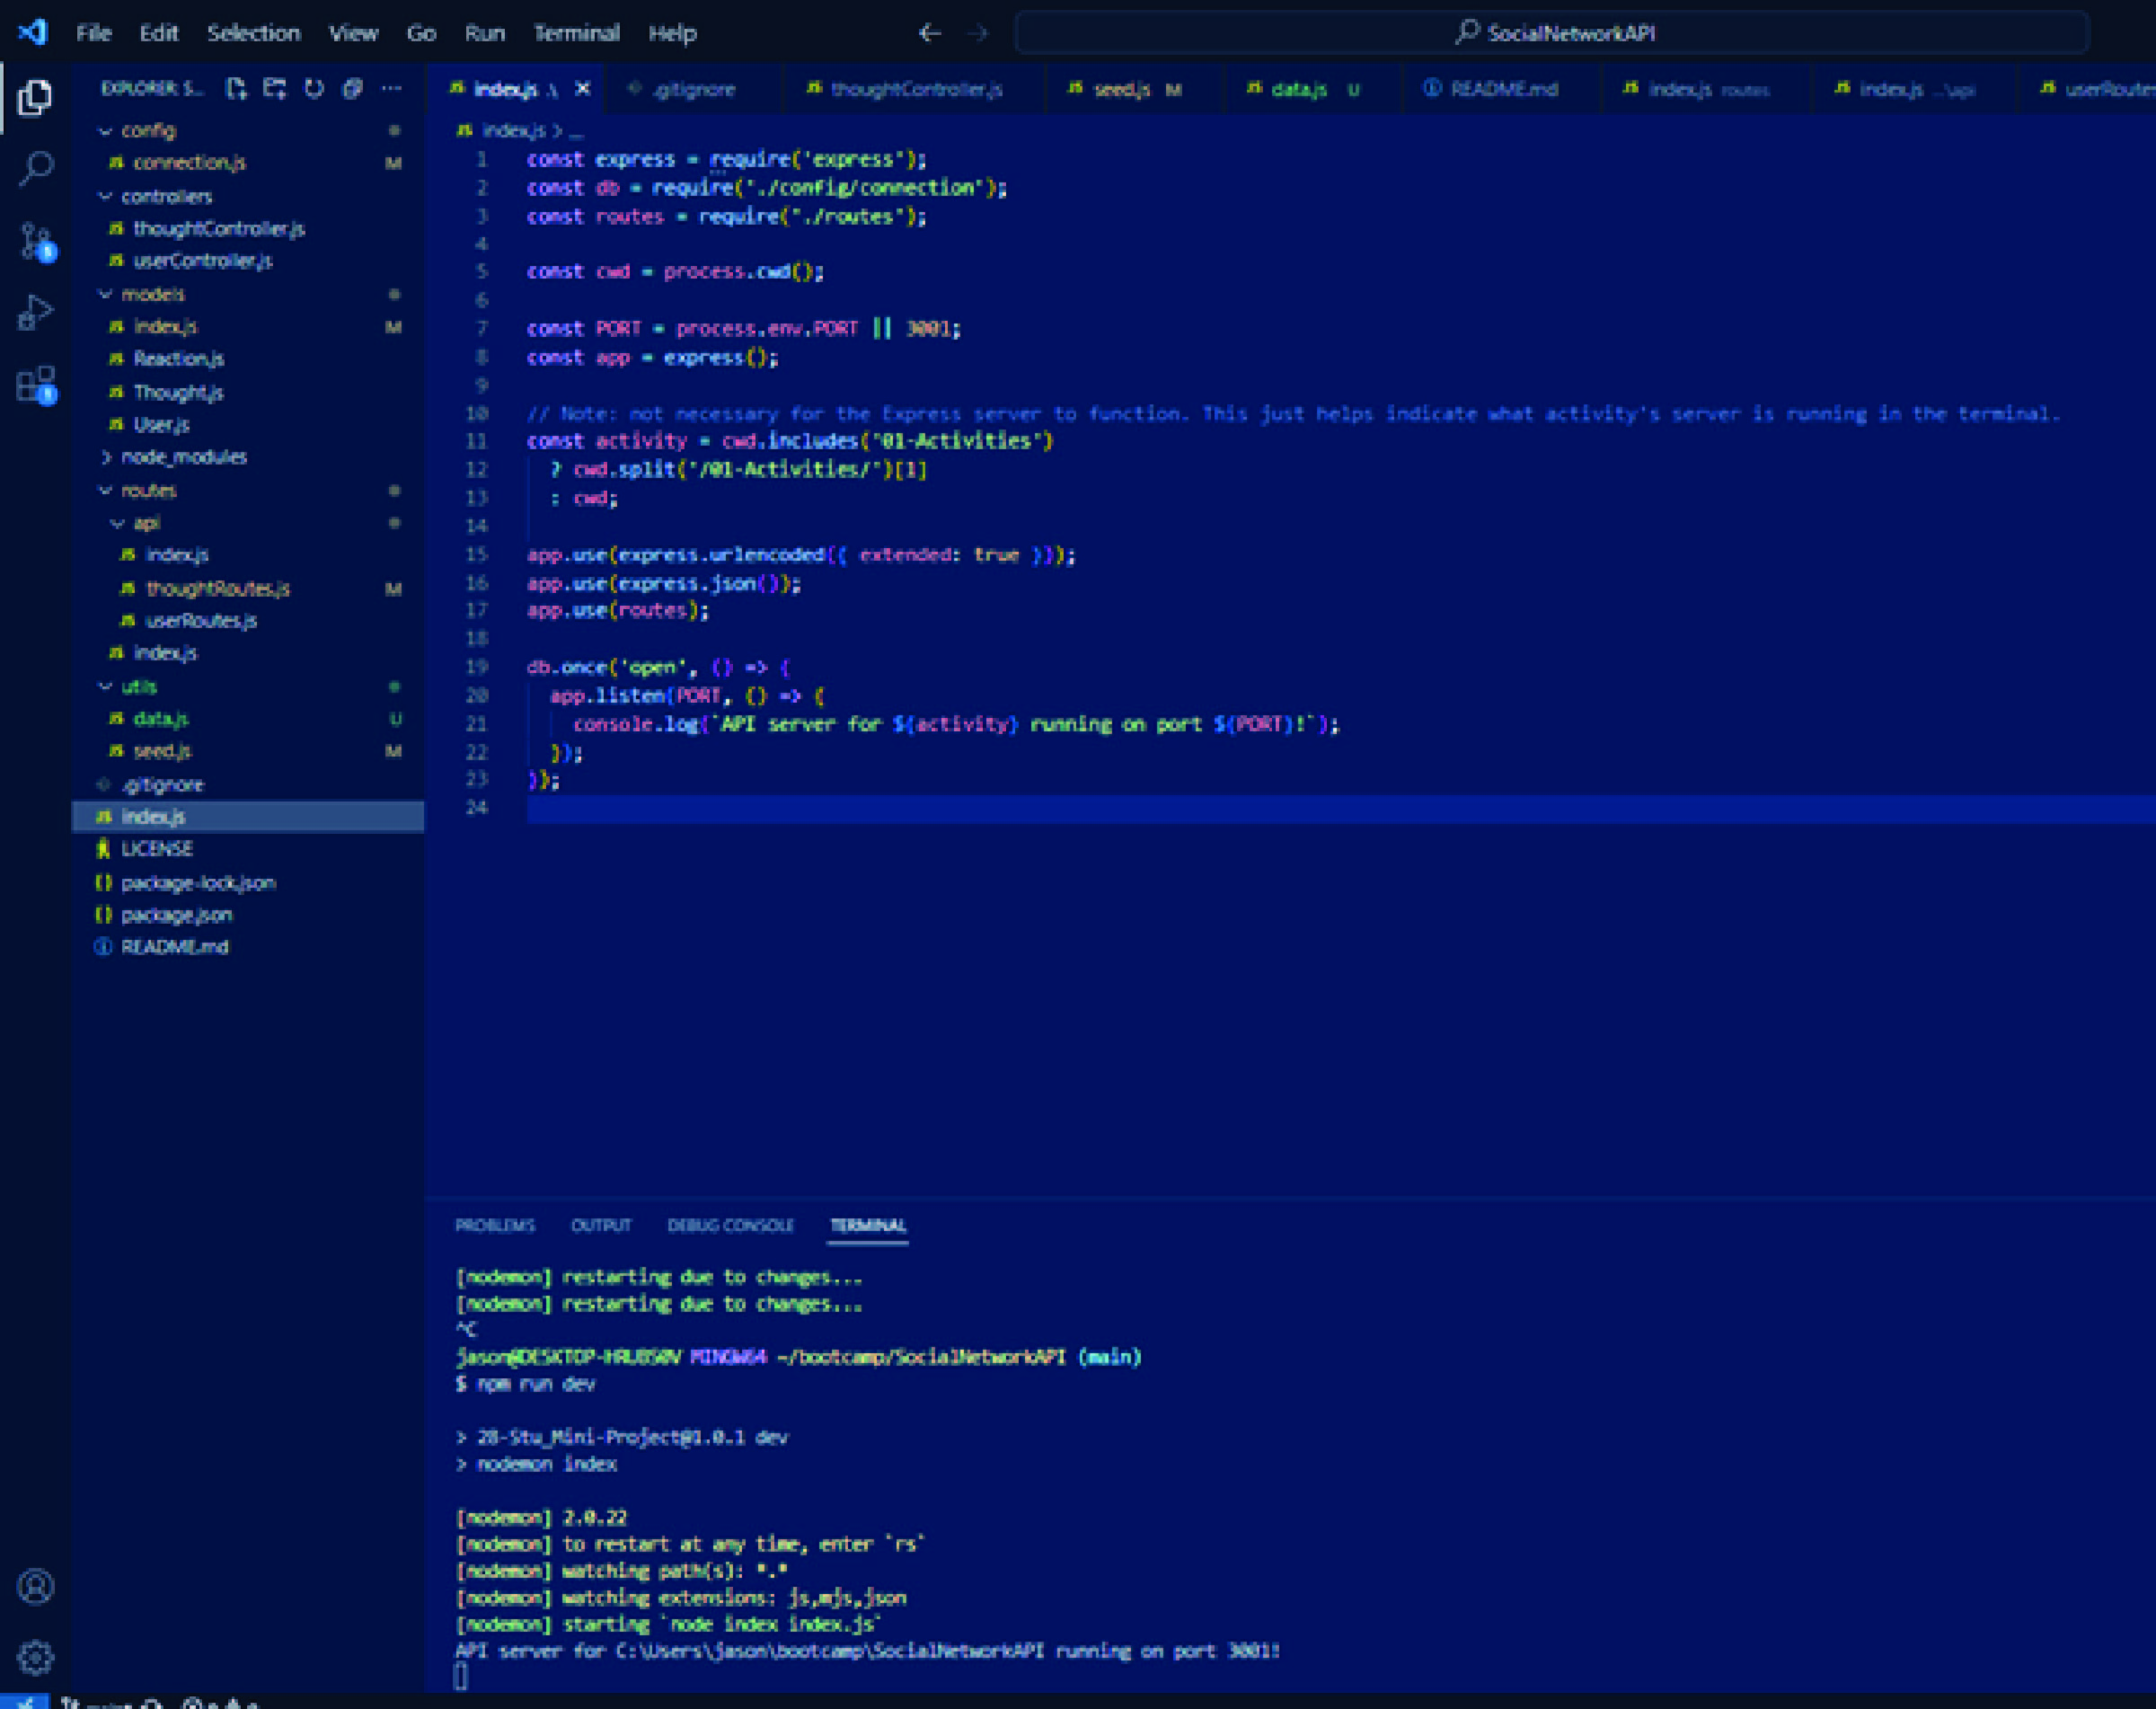 File Edit Selection View Go Run Terminal Help
SocialNetworkAPI
EXPLORER: S...
index.js .\
.gitignore
thoughtController.js
seed.js M
data.js U
README.md
index.js routes
index.js ...\api
userRoutes
config
connection.js M
controllers
thoughtController.js
userController.js
models
index.js M
Reaction.js
Thought.js
User.js
node_modules
routes
api
index.js
thoughtRoutes.js M
userRoutes.js
index.js
utils
data.js U
seed.js M
.gitignore
index.js
LICENSE
package-lock.json
package.json
README.md
index.js > ...
1 const express = require('express');
2 const db = require('./config/connection');
3 const routes = require('./routes');
4
5 const cwd = process.cwd();
6
7 const PORT = process.env.PORT || 3001;
8 const app = express();
9
10 // Note: not necessary for the Express server to function. This just helps indicate what activity's server is running in the terminal.
11 const activity = cwd.includes('01-Activities')
12 ? cwd.split('/01-Activities/')[1]
13 : cwd;
14
15 app.use(express.urlencoded({ extended: true }));
16 app.use(express.json());
17 app.use(routes);
18
19 db.once('open', () => {
20 app.listen(PORT, () => {
21 console.log(`API server for ${activity} running on port ${PORT}!`);
22 });
23 });
24
PROBLEMS OUTPUT DEBUG CONSOLE TERMINAL
[nodemon] restarting due to changes...
[nodemon] restarting due to changes...
^C
MINGW64 ~/bootcamp/SocialNetworkAPI (main)
$ npm run dev
> 28-Stu_Mini-Project@1.0.1 dev
> nodemon index
[nodemon] 2.0.22
[nodemon] to restart at any time, enter `rs`
[nodemon] watching path(s): *.*
[nodemon] watching extensions: js,mjs,json
[nodemon] starting `node index index.js`
API server for C:\Users\jason\bootcamp\SocialNetworkAPI running on port 3001!